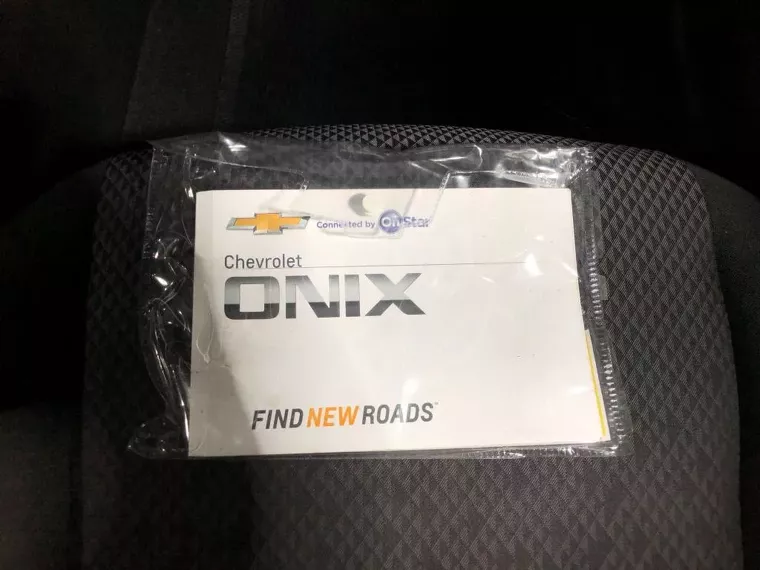 Connected by OnStar
Chevrolet
ONIX
FIND NEW ROADS™